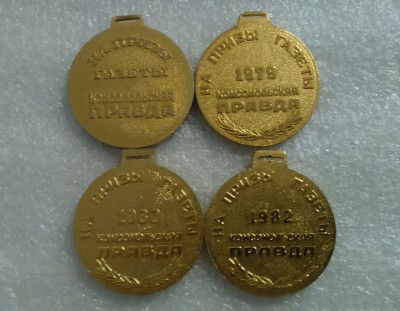 НА ПРИЗЫ
ГАЗЕТЫ
КОМСОМОЛЬСКАЯ
ПРАВДА
НА ПРИЗЫ ГАЗЕТЫ
1979
КОМСОМОЛЬСКАЯ
ПРАВДА
НА ПРИЗЫ ГАЗЕТЫ
1980
КОМСОМОЛЬСКАЯ
ПРАВДА
НА ПРИЗЫ ГАЗЕТЫ
1982
КОМСОМОЛЬСКАЯ
ПРАВДА